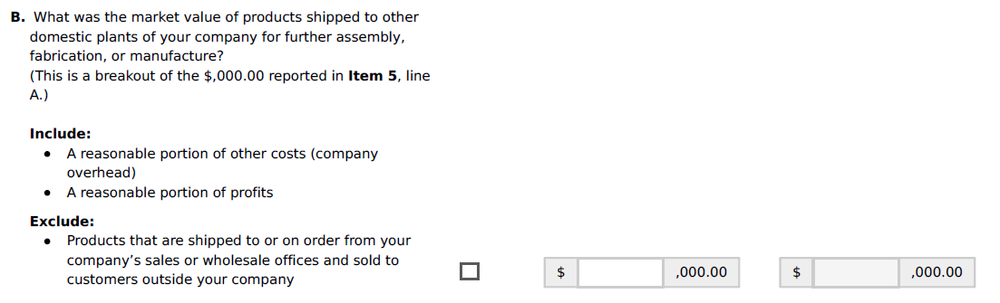 B. What was the market value of products shipped to other
domestic plants of your company for further assembly,
fabrication, or manufacture?
(This is a breakout of the $,000.00 reported in Item 5, line
A.)
Include:
• A reasonable portion of other costs (company
overhead)
• A reasonable portion of profits
Exclude:
• Products that are shipped to or on order from your
company's sales or wholesale offices and sold to
customers outside your company
$ ,000.00 $ ,000.00